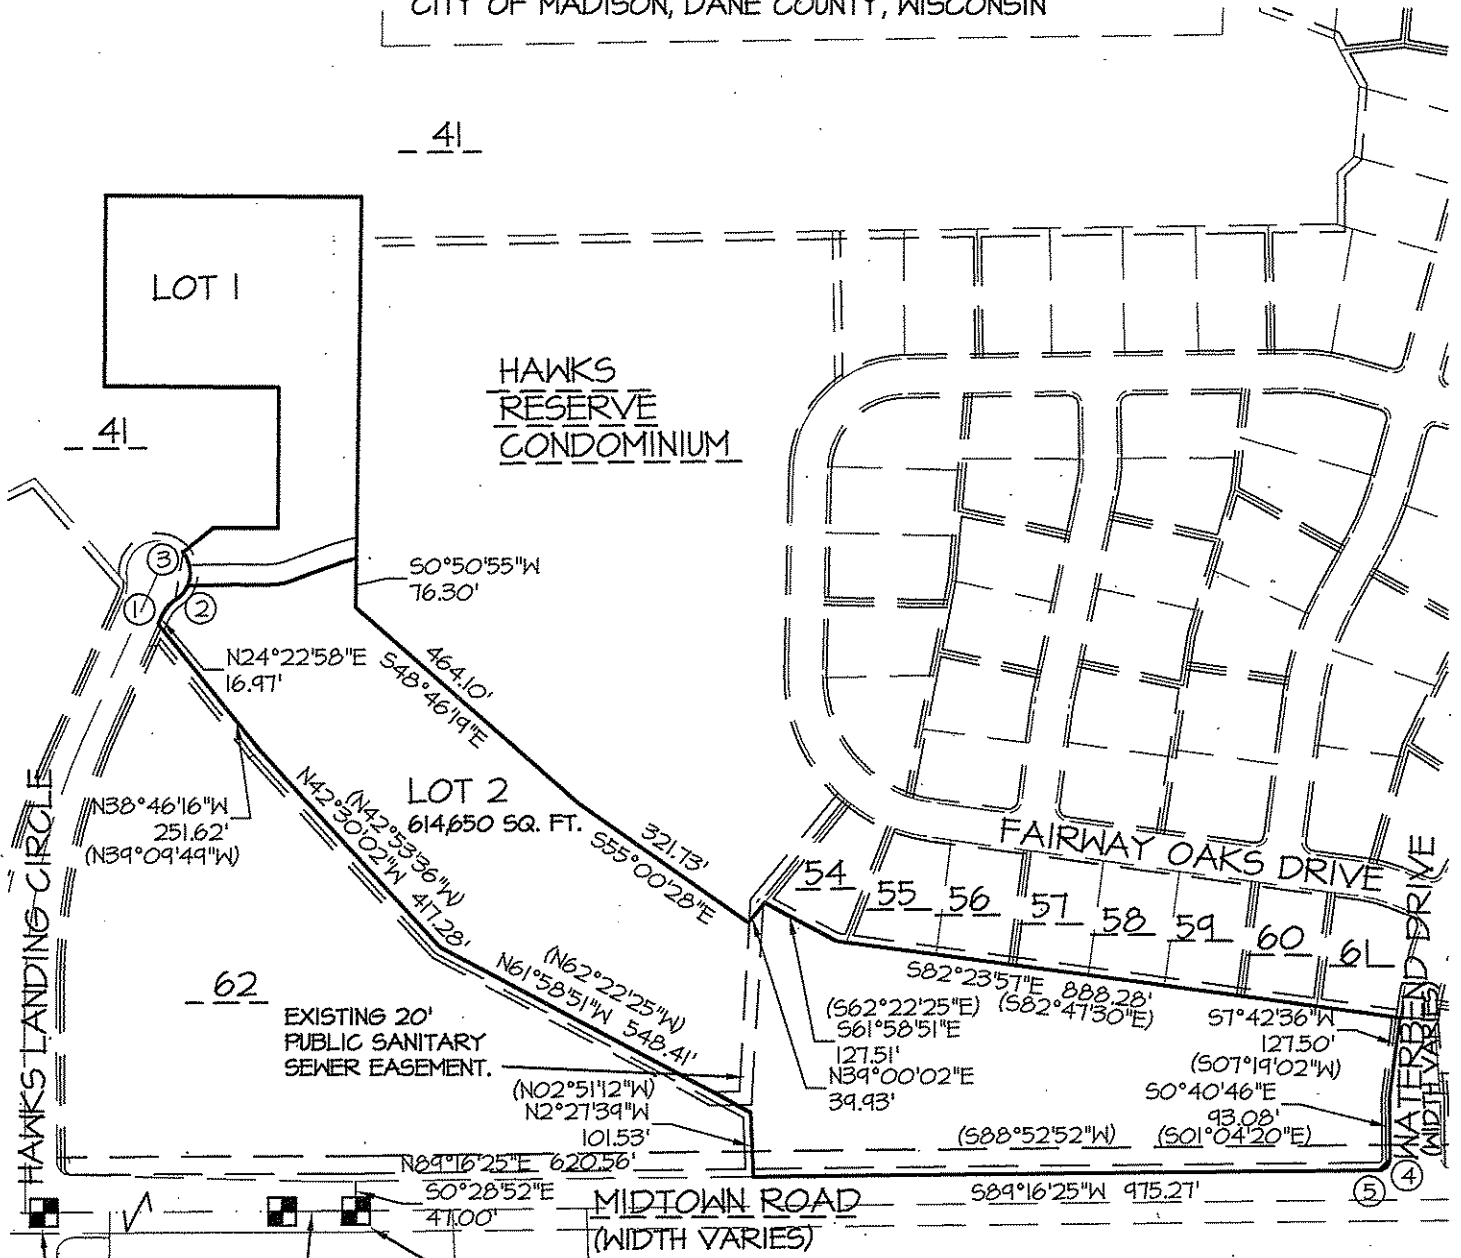 CITY OF MADISON, DANE COUNTY, WISCONSIN
41
LOT 1
HAWKS
RESERVE
CONDOMINIUM
41
3
1
2
S0°50'55"W
76.30'
N24°22'58"E
16.97'
464.10'
S48°46'19"E
N38°46'16"W
251.62'
(N39°09'49"W)
(N42°53'36"W)
N42°30'02"W 417.28'
LOT 2
614,650 SQ. FT.
321.73'
S55°00'28"E
FAIRWAY OAKS DRIVE
54
55
56
57
58
59
60
61
HAWKS LANDING CIRCLE
62
EXISTING 20'
PUBLIC SANITARY
SEWER EASEMENT.
(N62°22'25"W)
N61°58'51"W 548.41'
S82°23'57"E 888.28'
(S82°47'30"E)
(S62°22'25"E)
S61°58'51"E
127.51'
N39°00'02"E
39.93'
S7°42'36"W
127.50'
(S07°19'02"W)
S0°40'46"E
93.08'
(S01°04'20"E)
WATERBEND DRIVE
(WIDTH VARIES)
(N02°51'12"W)
N2°27'39"W
101.53'
(S88°52'52"W)
N89°16'25"E 620.56'
S0°28'52"E
47.00'
S89°16'25"W 975.27'
5
4
MIDTOWN ROAD
(WIDTH VARIES)